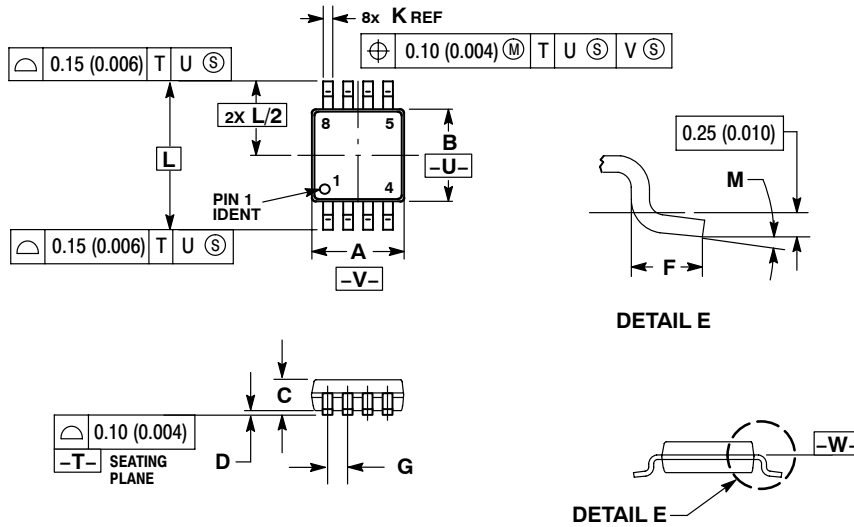 8x K REF
⌓ 0.15 (0.006) T U Ⓢ
⌖ 0.10 (0.004) Ⓜ T U Ⓢ V Ⓢ
2X L/2
8 5
B
-U-
L
PIN 1
IDENT
1 4
⌓ 0.15 (0.006) T U Ⓢ
A
-V-
0.25 (0.010)
M
F
DETAIL E
C
⌓ 0.10 (0.004)
-T- SEATING
PLANE
D
G
-W-
DETAIL E